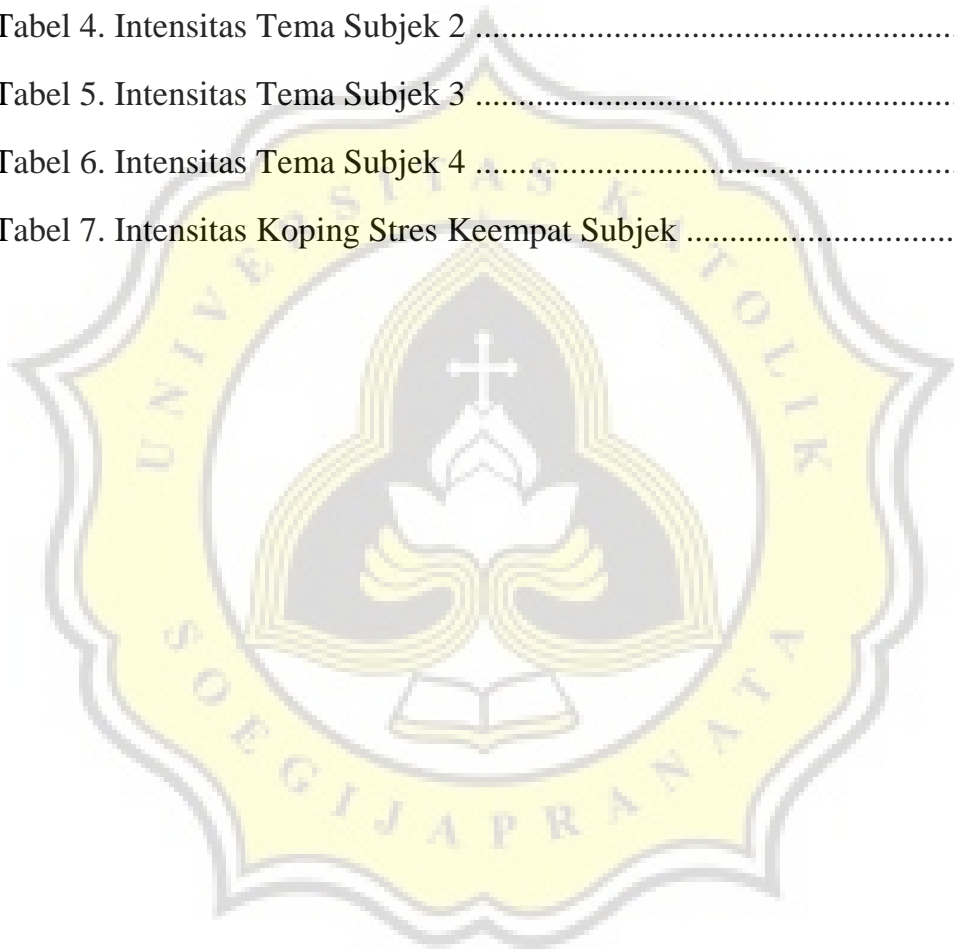 Tabel 4. Intensitas Tema Subjek 2 ....................................................
Tabel 5. Intensitas Tema Subjek 3 ....................................................
Tabel 6. Intensitas Tema Subjek 4 ....................................................
Tabel 7. Intensitas Koping Stres Keempat Subjek .............................
UNIVERSITAS KATOLIK
SOEGIJAPRANATA